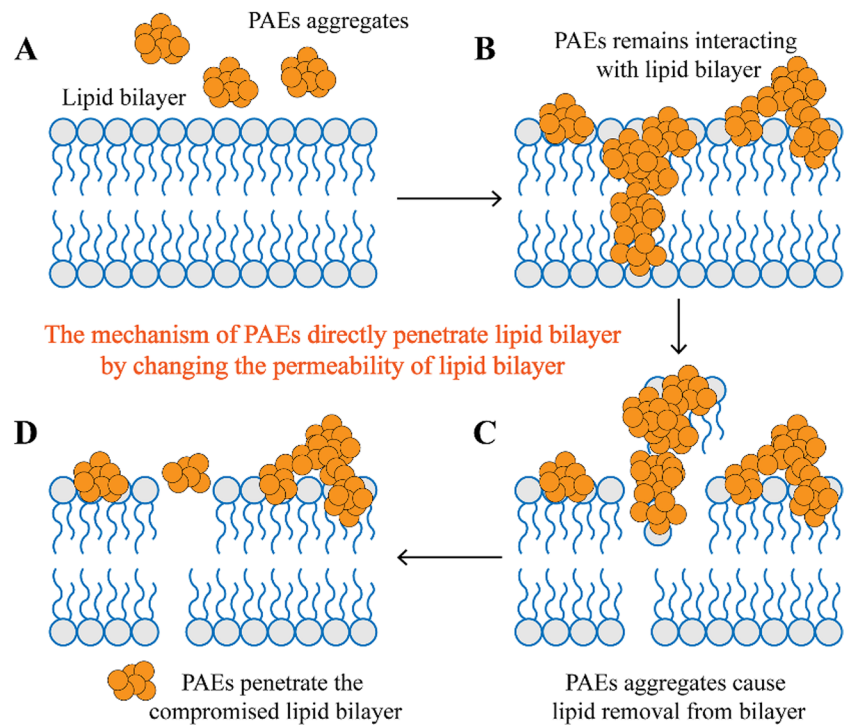 A
PAEs aggregates
Lipid bilayer
B
PAEs remains interacting
with lipid bilayer
The mechanism of PAEs directly penetrate lipid bilayer
by changing the permeability of lipid bilayer
D
C
PAEs penetrate the
compromised lipid bilayer
PAEs aggregates cause
lipid removal from bilayer